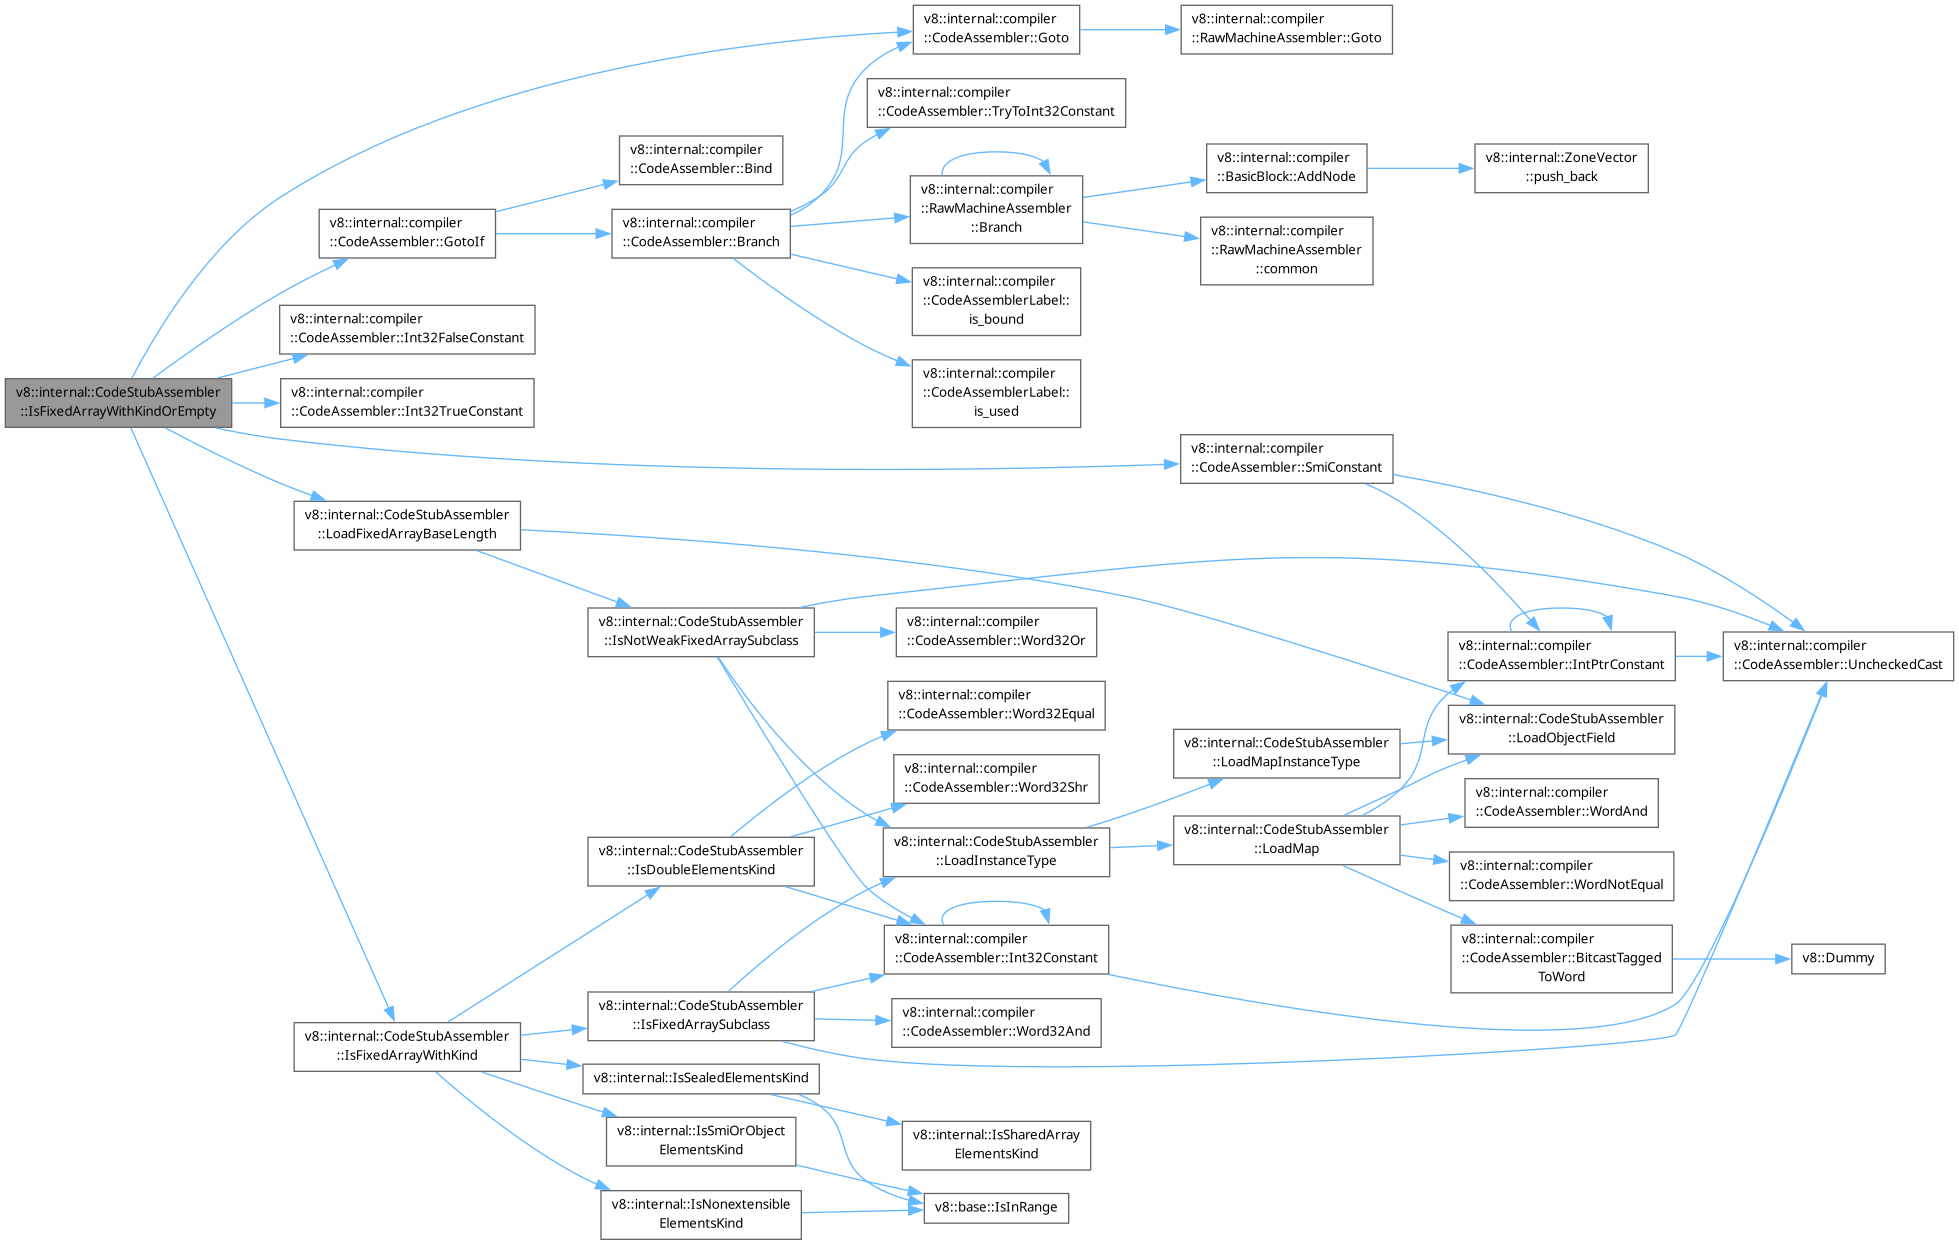 v8::internal::compiler
::CodeAssembler::Goto
v8::internal::compiler
::RawMachineAssembler::Goto
v8::internal::compiler
::CodeAssembler::TryToInt32Constant
v8::internal::compiler
::CodeAssembler::Bind
v8::internal::compiler
::BasicBlock::AddNode
v8::internal::ZoneVector
::push_back
v8::internal::compiler
::RawMachineAssembler
::Branch
v8::internal::compiler
::CodeAssembler::GotoIf
v8::internal::compiler
::CodeAssembler::Branch
v8::internal::compiler
::RawMachineAssembler
::common
v8::internal::compiler
::CodeAssemblerLabel::
is_bound
v8::internal::compiler
::CodeAssembler::Int32FalseConstant
v8::internal::compiler
::CodeAssemblerLabel::
is_used
v8::internal::CodeStubAssembler
::IsFixedArrayWithKindOrEmpty
v8::internal::compiler
::CodeAssembler::Int32TrueConstant
v8::internal::compiler
::CodeAssembler::SmiConstant
v8::internal::CodeStubAssembler
::LoadFixedArrayBaseLength
v8::internal::CodeStubAssembler
::IsNotWeakFixedArraySubclass
v8::internal::compiler
::CodeAssembler::Word32Or
v8::internal::compiler
::CodeAssembler::IntPtrConstant
v8::internal::compiler
::CodeAssembler::UncheckedCast
v8::internal::compiler
::CodeAssembler::Word32Equal
v8::internal::CodeStubAssembler
::LoadObjectField
v8::internal::CodeStubAssembler
::LoadMapInstanceType
v8::internal::compiler
::CodeAssembler::Word32Shr
v8::internal::compiler
::CodeAssembler::WordAnd
v8::internal::CodeStubAssembler
::IsDoubleElementsKind
v8::internal::CodeStubAssembler
::LoadInstanceType
v8::internal::CodeStubAssembler
::LoadMap
v8::internal::compiler
::CodeAssembler::WordNotEqual
v8::internal::compiler
::CodeAssembler::Int32Constant
v8::internal::compiler
::CodeAssembler::BitcastTagged
ToWord
v8::Dummy
v8::internal::CodeStubAssembler
::IsFixedArraySubclass
v8::internal::compiler
::CodeAssembler::Word32And
v8::internal::CodeStubAssembler
::IsFixedArrayWithKind
v8::internal::IsSealedElementsKind
v8::internal::IsSmiOrObject
ElementsKind
v8::internal::IsSharedArray
ElementsKind
v8::internal::IsNonextensible
ElementsKind
v8::base::IsInRange